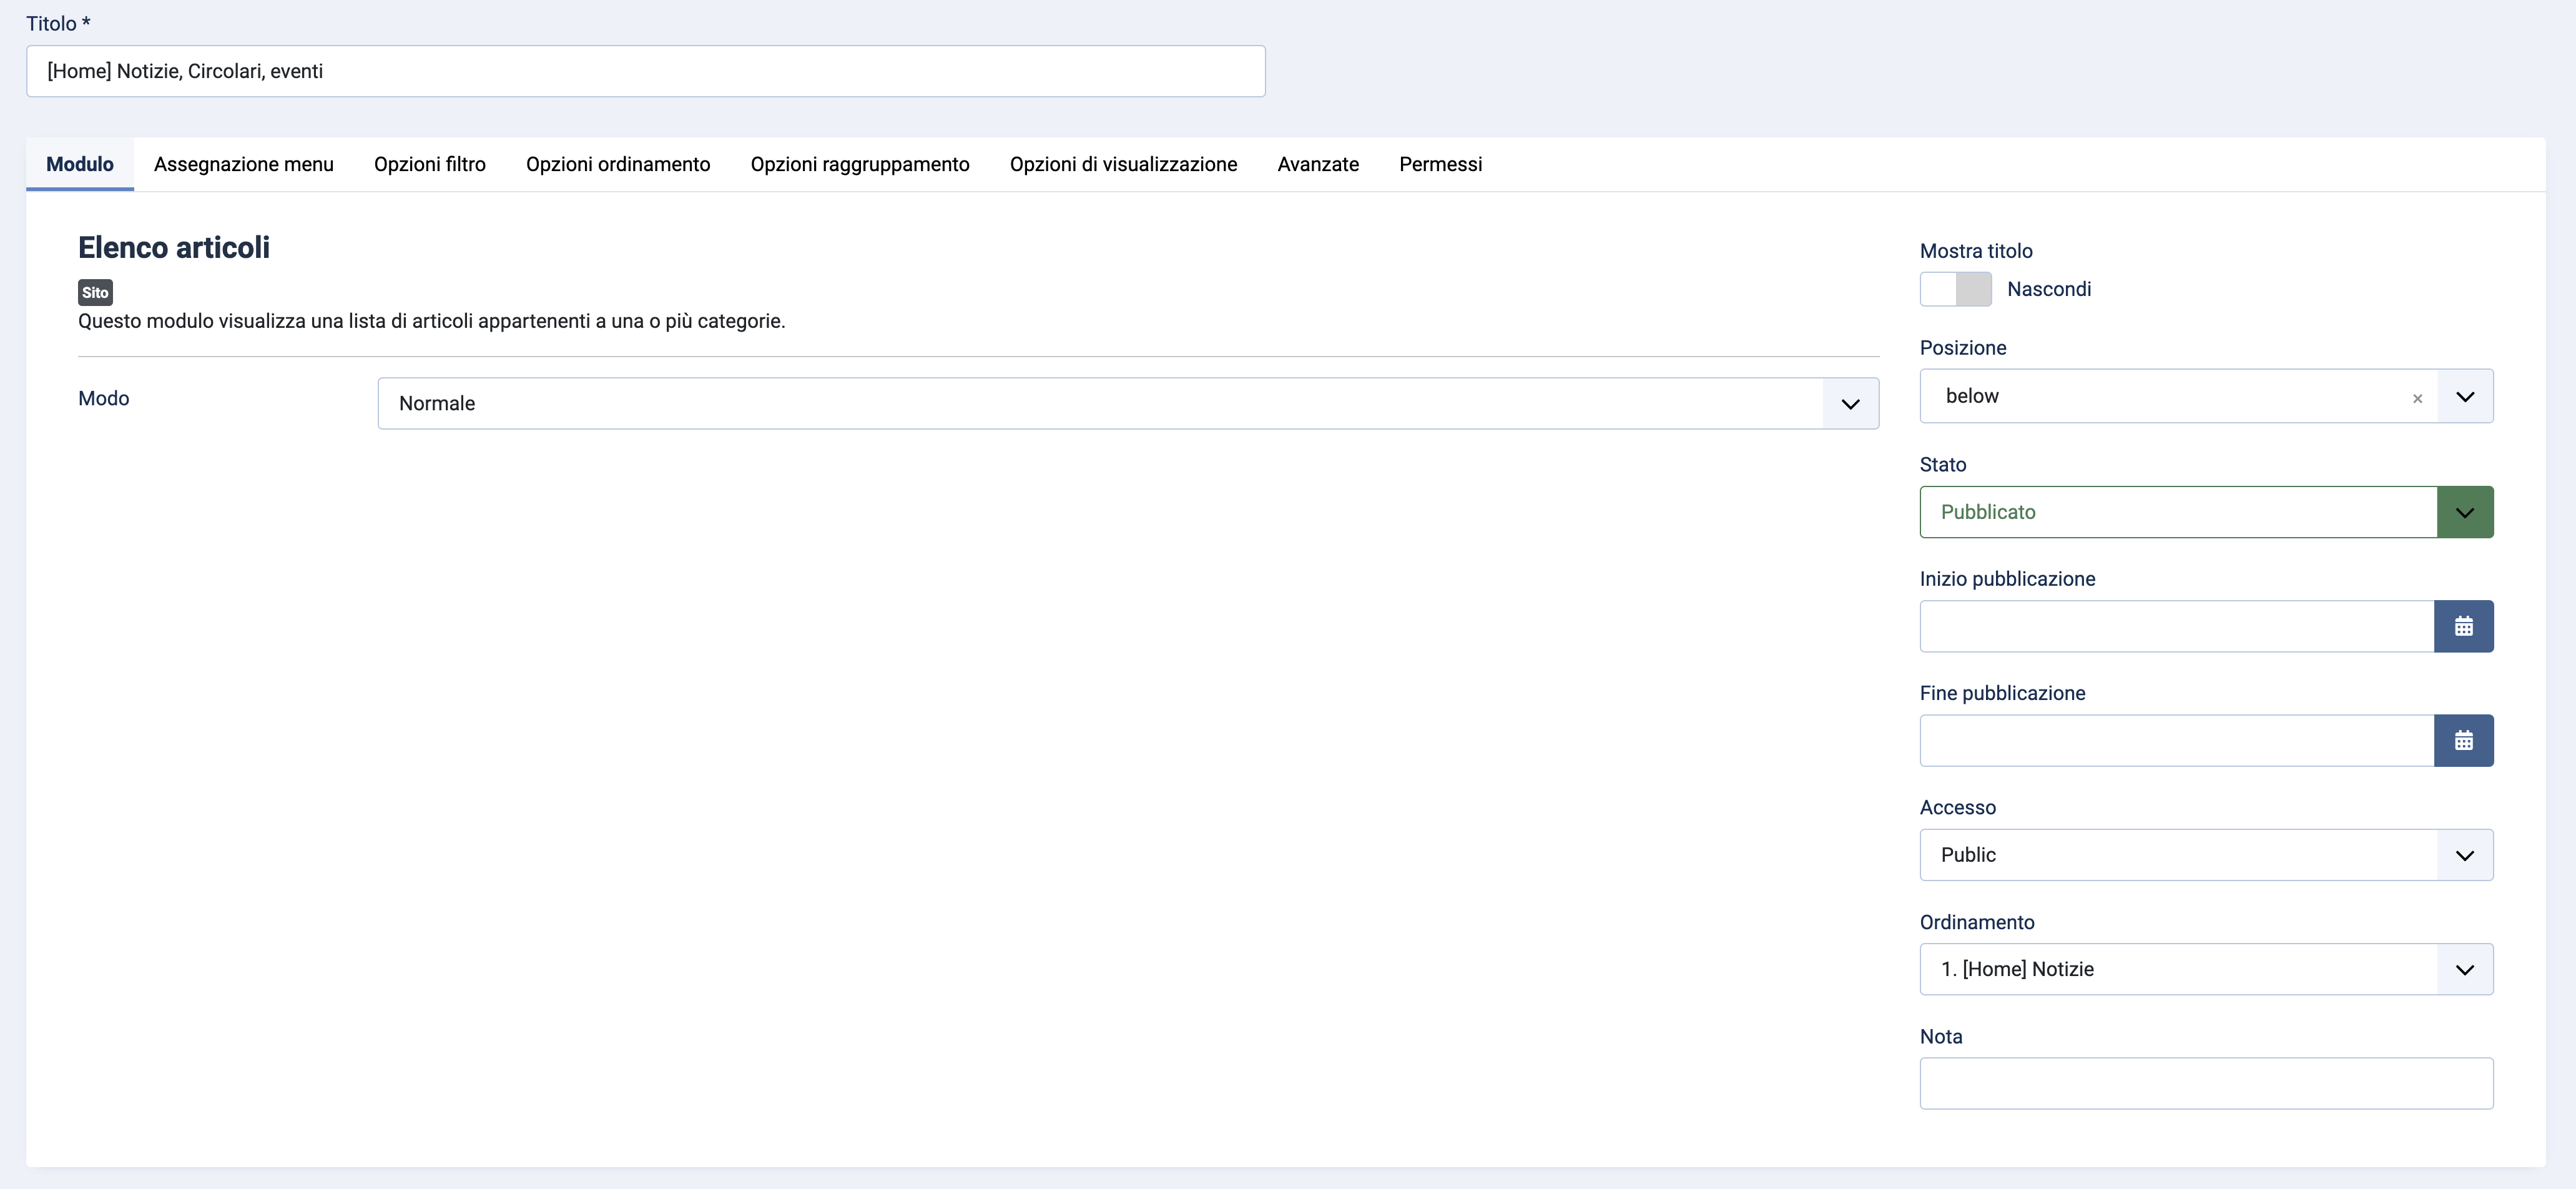 Titolo *
[Home] Notizie, Circolari, eventi
Modulo Assegnazione menu Opzioni filtro Opzioni ordinamento Opzioni raggruppamento Opzioni di visualizzazione Avanzate Permessi
Elenco articoli
Sito
Questo modulo visualizza una lista di articoli appartenenti a una o più categorie.
Modo
Normale
Mostra titolo
Nascondi
Posizione
below
Stato
Pubblicato
Inizio pubblicazione
Fine pubblicazione
Accesso
Public
Ordinamento
1. [Home] Notizie
Nota